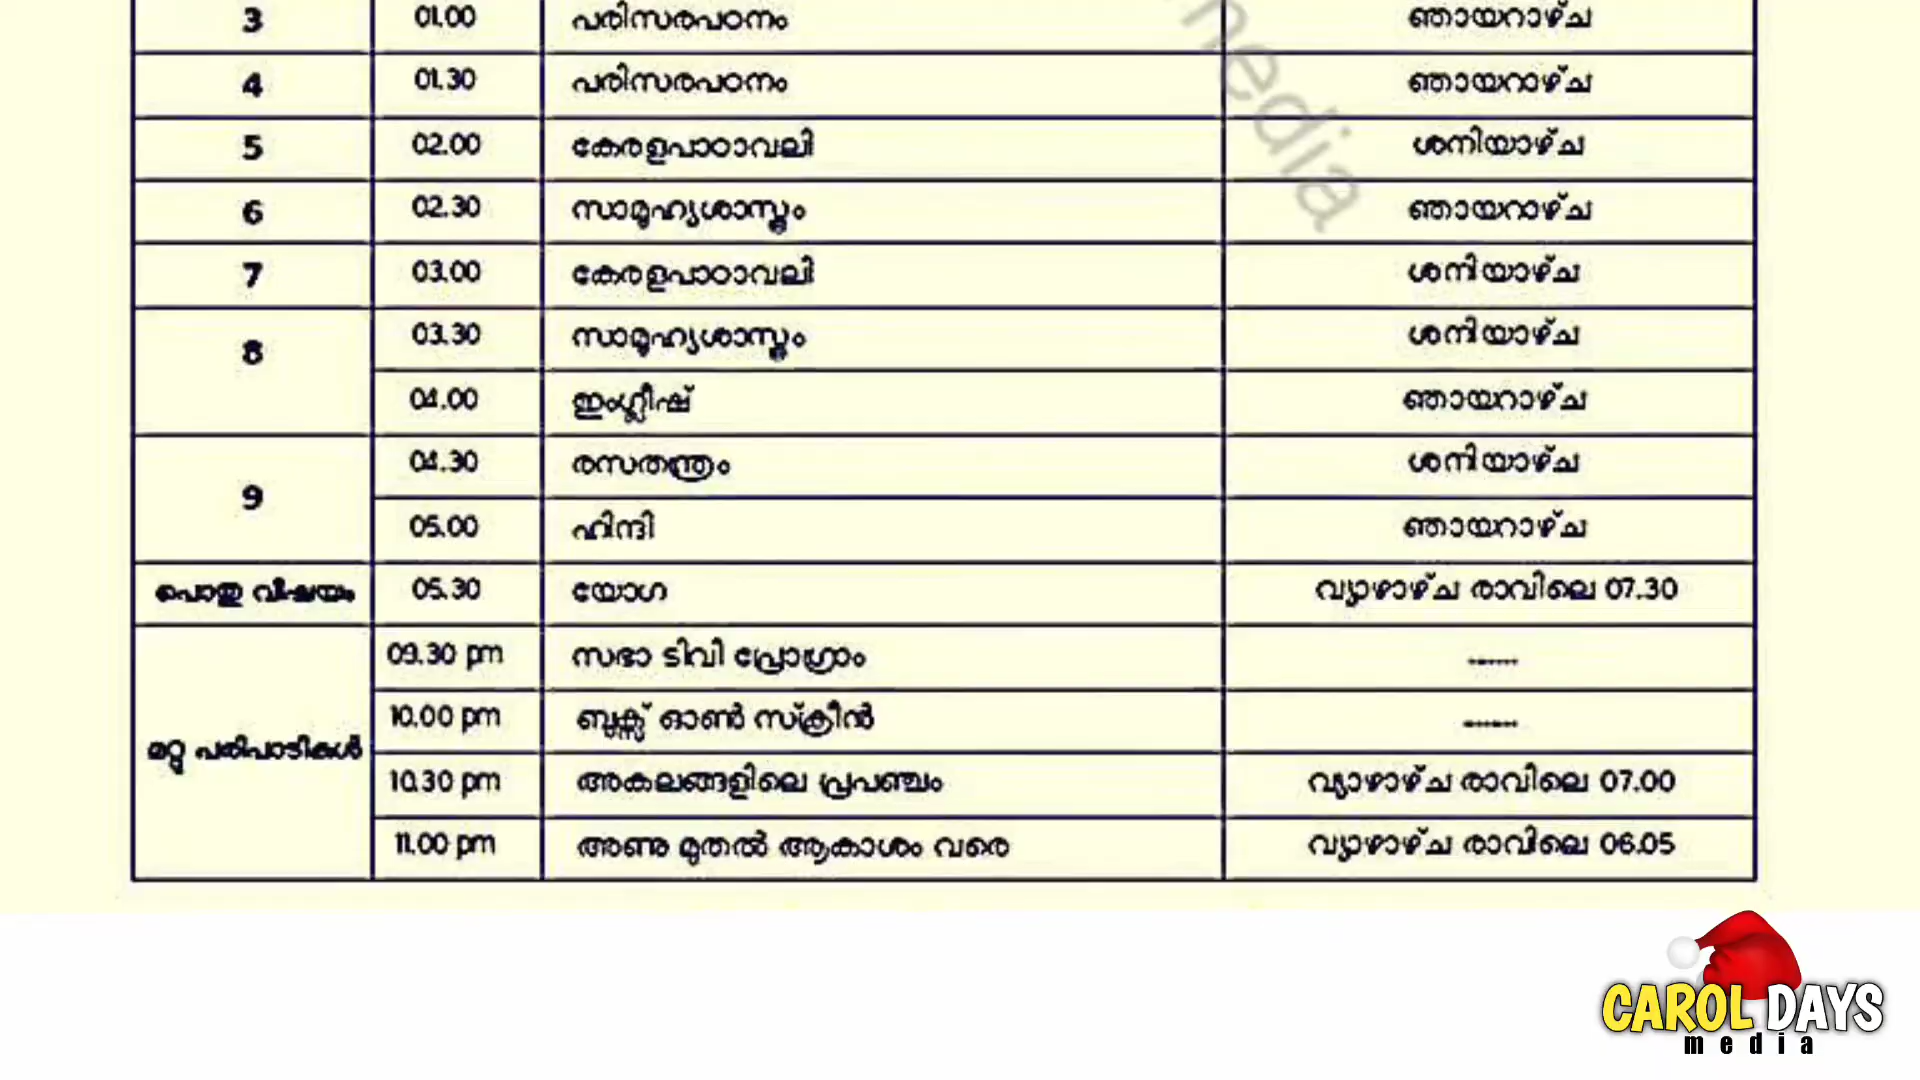 3 01.00 പരിസരപഠനം ഞായറാഴ്ച
4 01.30 പരിസരപഠനം ഞായറാഴ്ച
5 02.00 കേരളപാഠാവലി ശനിയാഴ്ച
6 02.30 സാമൂഹ്യശാസ്ത്രം ഞായറാഴ്ച
7 03.00 കേരളപാഠാവലി ശനിയാഴ്ച
8 03.30 സാമൂഹ്യശാസ്ത്രം ശനിയാഴ്ച
04.00 ഇംഗ്ലീഷ് ഞായറാഴ്ച
9 04.30 രസതന്ത്രം ശനിയാഴ്ച
05.00 ഹിന്ദി ഞായറാഴ്ച
പൊതു വിഷയം 05.30 യോഗ വ്യാഴാഴ്ച രാവിലെ 07.30
മറ്റു പരിപാടികൾ 09.30 pm സഭാ ടിവി പ്രോഗ്രാം ------
10.00 pm ബുക്സ് ഓൺ സ്ക്രീൻ -------
10.30 pm അകലങ്ങളിലെ പ്രപഞ്ചം വ്യാഴാഴ്ച രാവിലെ 07.00
11.00 pm അണു മുതൽ ആകാശം വരെ വ്യാഴാഴ്ച രാവിലെ 06.05
media
CAROL DAYS
media